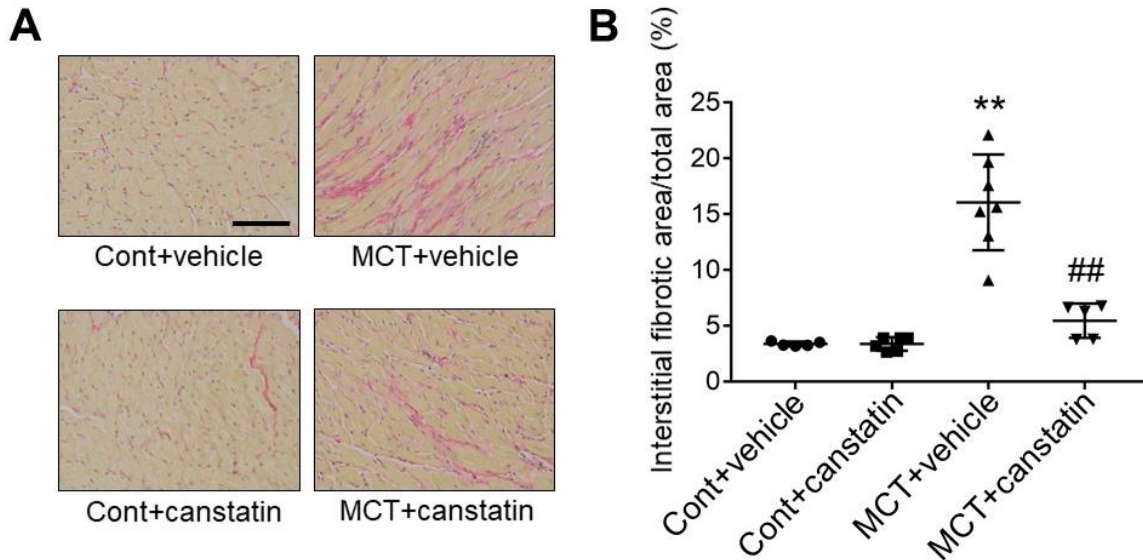 A
Cont+vehicle
MCT+vehicle
Cont+canstatin
MCT+canstatin
B
Interstitial fibrotic area/total area (%)
25
20
15
10
5
0
**
##
Cont+vehicle
Cont+canstatin
MCT+vehicle
MCT+canstatin